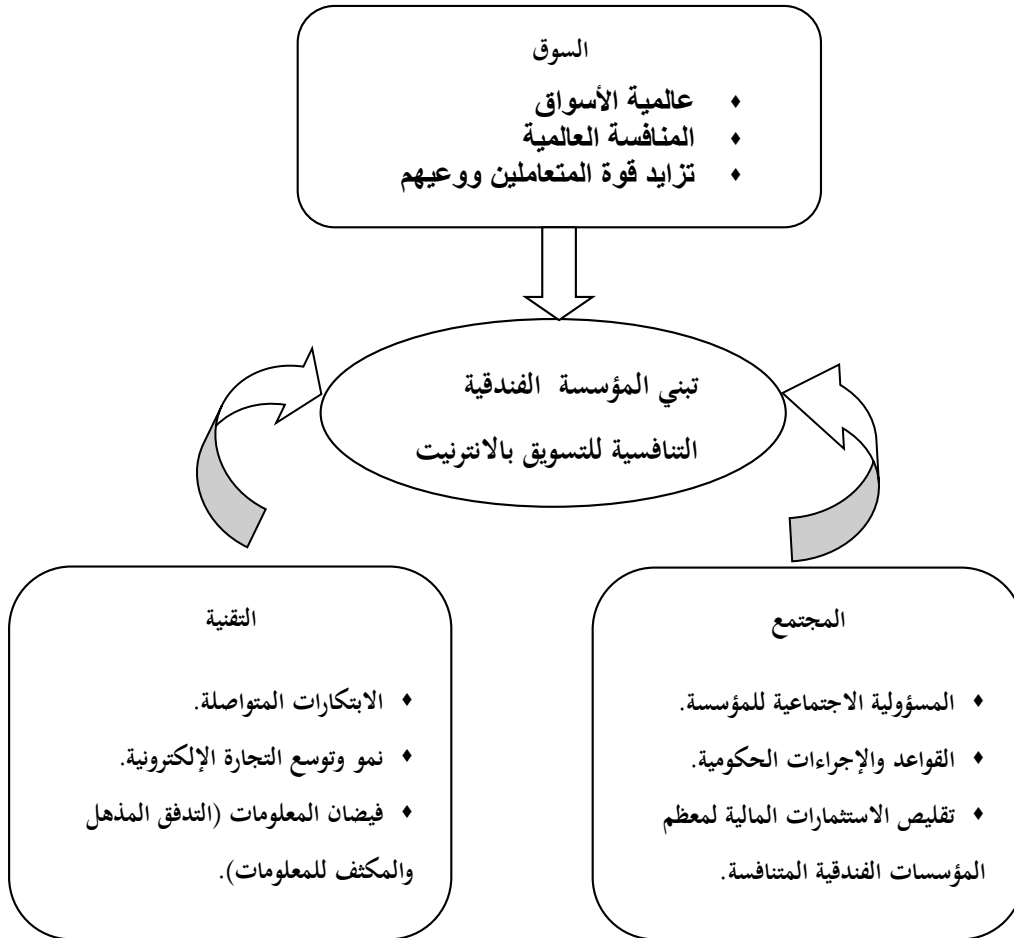 السوق
♦ عالمية الأسواق
♦ المنافسة العالمية
♦ تزايد قوة المتعاملين ووعيهم
تبني المؤسسة الفندقية
التنافسية للتسويق بالانترنيت
المجتمع
♦ المسؤولية الاجتماعية للمؤسسة.
♦ القواعد والإجراءات الحكومية.
♦ تقليص الاستثمارات المالية لمعظم
المؤسسات الفندقية المتنافسة.
التقنية
♦ الابتكارات المتواصلة.
♦ نمو وتوسع التجارة الإلكترونية.
♦ فيضان المعلومات (التدفق المذهل
والمكثف للمعلومات).